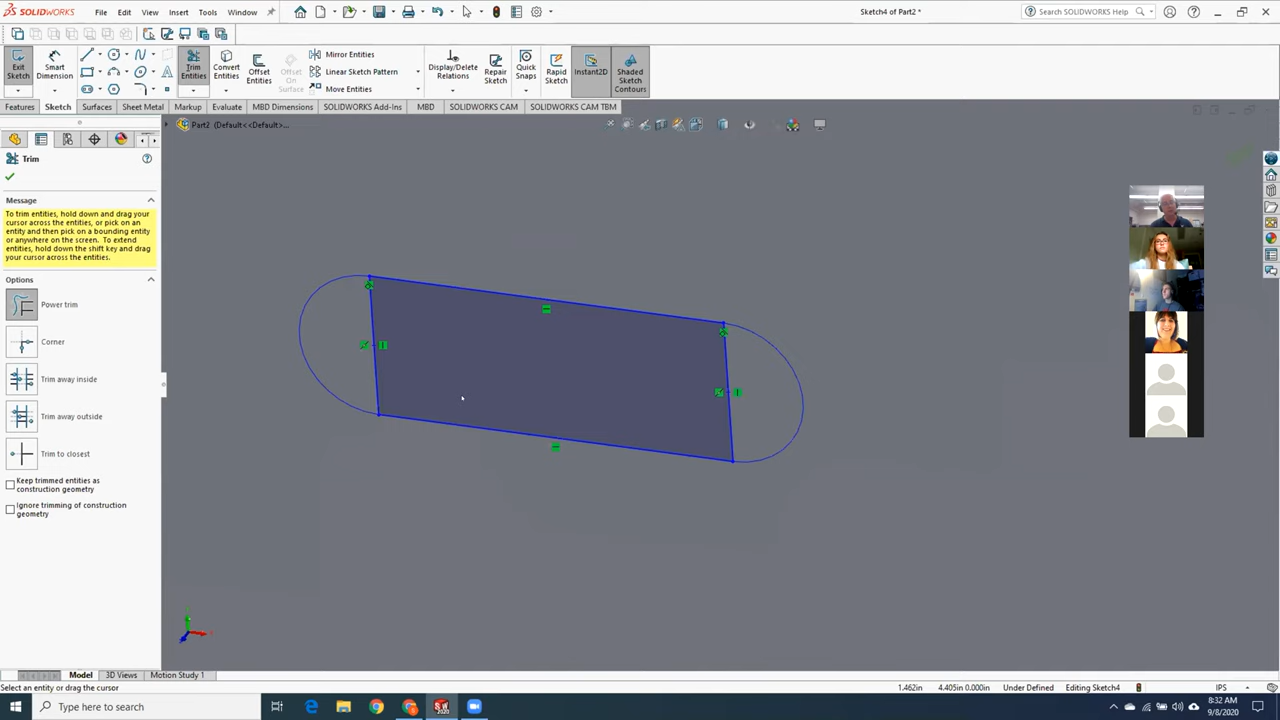 SOLIDWORKS File Edit View Insert Tools Window Sketch4 of Part2 * Search SOLIDWORKS Help
Exit Sketch
Smart Dimension
Trim Entities
Convert Entities
Offset Entities
Offset On Surface
Mirror Entities
Linear Sketch Pattern
Move Entities
Display/Delete Relations
Repair Sketch
Quick Snaps
Rapid Sketch
Instant2D
Shaded Sketch Contours
Features Sketch Surfaces Sheet Metal Markup Evaluate MBD Dimensions SOLIDWORKS Add-Ins MBD SOLIDWORKS CAM SOLIDWORKS CAM TBM
Part2 (Default<<Default>...
Trim
Message
To trim entities, hold down and drag your
cursor across the entities, or pick on an
entity and then pick on a bounding entity
or anywhere on the screen. To extend
entities, hold down the shift key and drag
your cursor across the entities.
Options
Power trim
Corner
Trim away inside
Trim away outside
Trim to closest
Keep trimmed entities as
construction geometry
Ignore trimming of construction
geometry
Model 3D Views Motion Study 1
Select an entity or drag the cursor 1.462in 4.405in 0.000in Under Defined Editing Sketch4 IPS
Type here to search
8:32 AM
9/8/2020